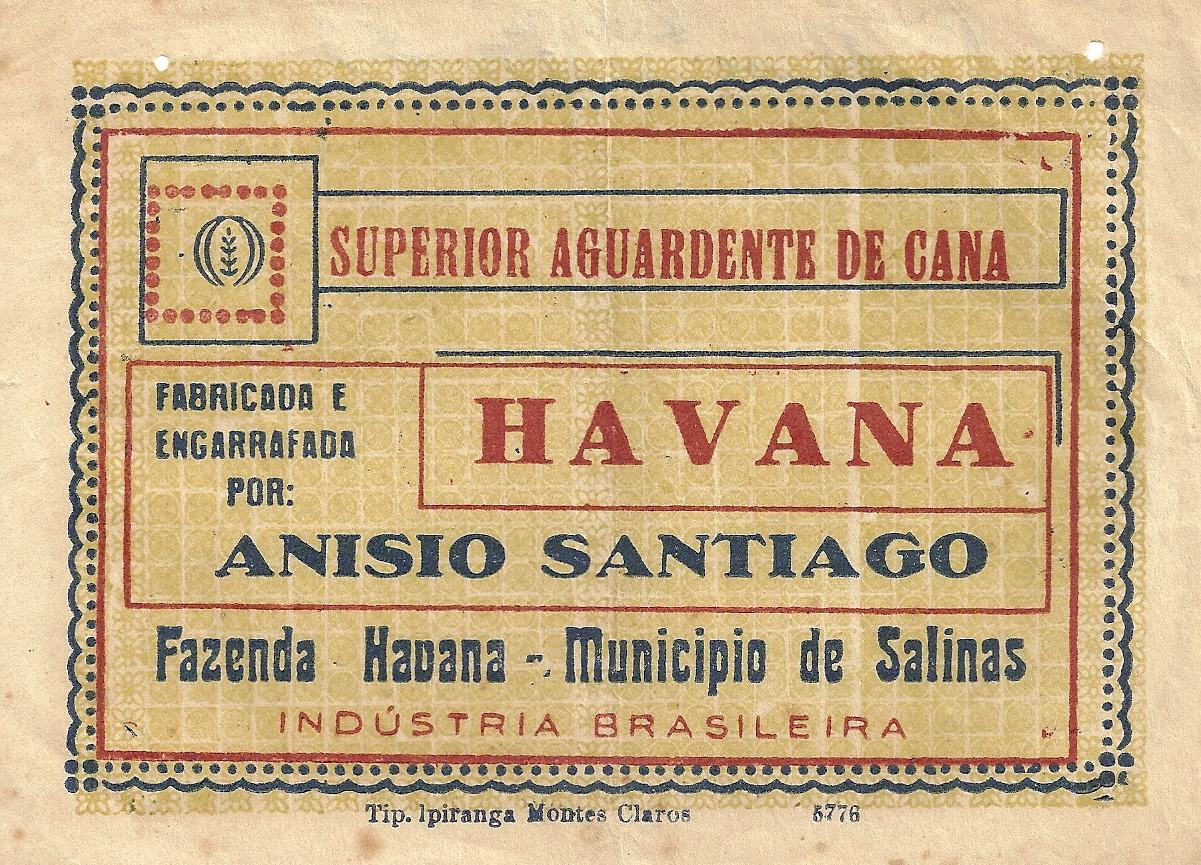 SUPERIOR AGUARDENTE DE CANA
FABRICADA E
ENGARRAFADA
POR:
HAVANA
ANISIO SANTIAGO
Fazenda Havana - Municipio de Salinas
INDÚSTRIA BRASILEIRA
Tip. Ipiranga Montes Claros 5776